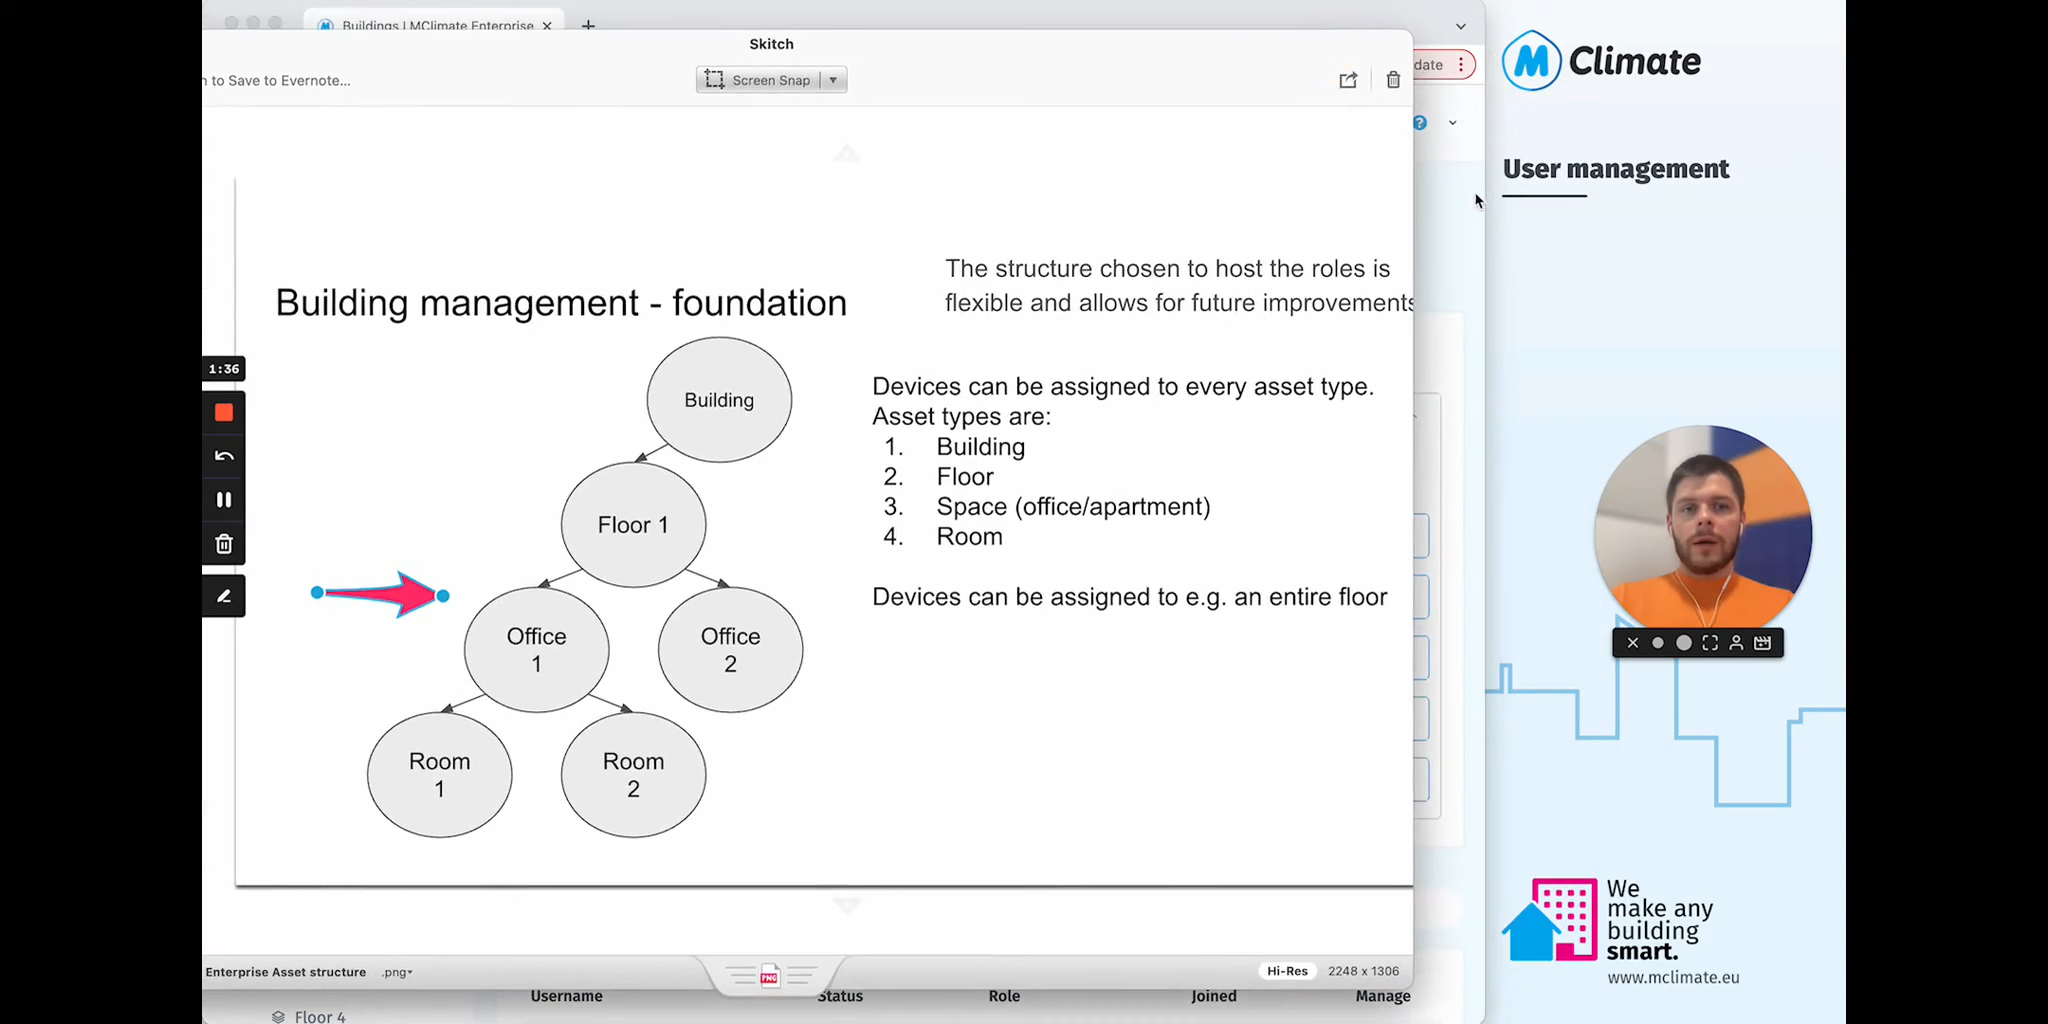 Buildings | MClimate Enterprise
Skitch
n to Save to Evernote...
Screen Snap
date
M Climate
User management
The structure chosen to host the roles is
flexible and allows for future improvements
Building management - foundation
Building
Floor 1
Office
1
Office
2
Room
1
Room
2
Devices can be assigned to every asset type.
Asset types are:
1. Building
2. Floor
3. Space (office/apartment)
4. Room
Devices can be assigned to e.g. an entire floor
1:36
We
make any
building
smart.
www.mclimate.eu
Enterprise Asset structure .png
PNG
Hi-Res 2248 x 1306
Username Status Role Joined Manage
Floor 4